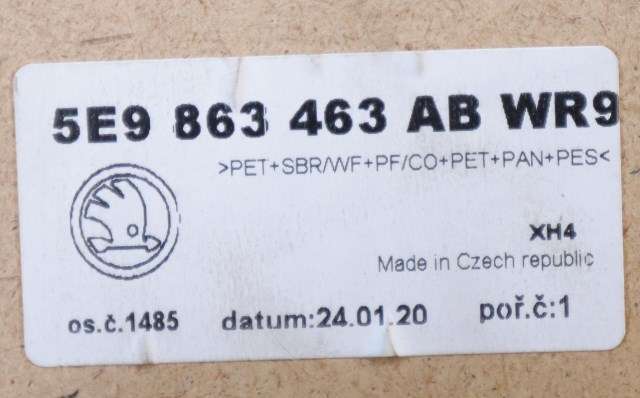 5E9 863 463 AB WR9
>PET+SBR/WF+PF/CO+PET+PAN+PES<
XH4
Made in Czech republic
os.č.1485 datum:24.01.20 poř.č:1